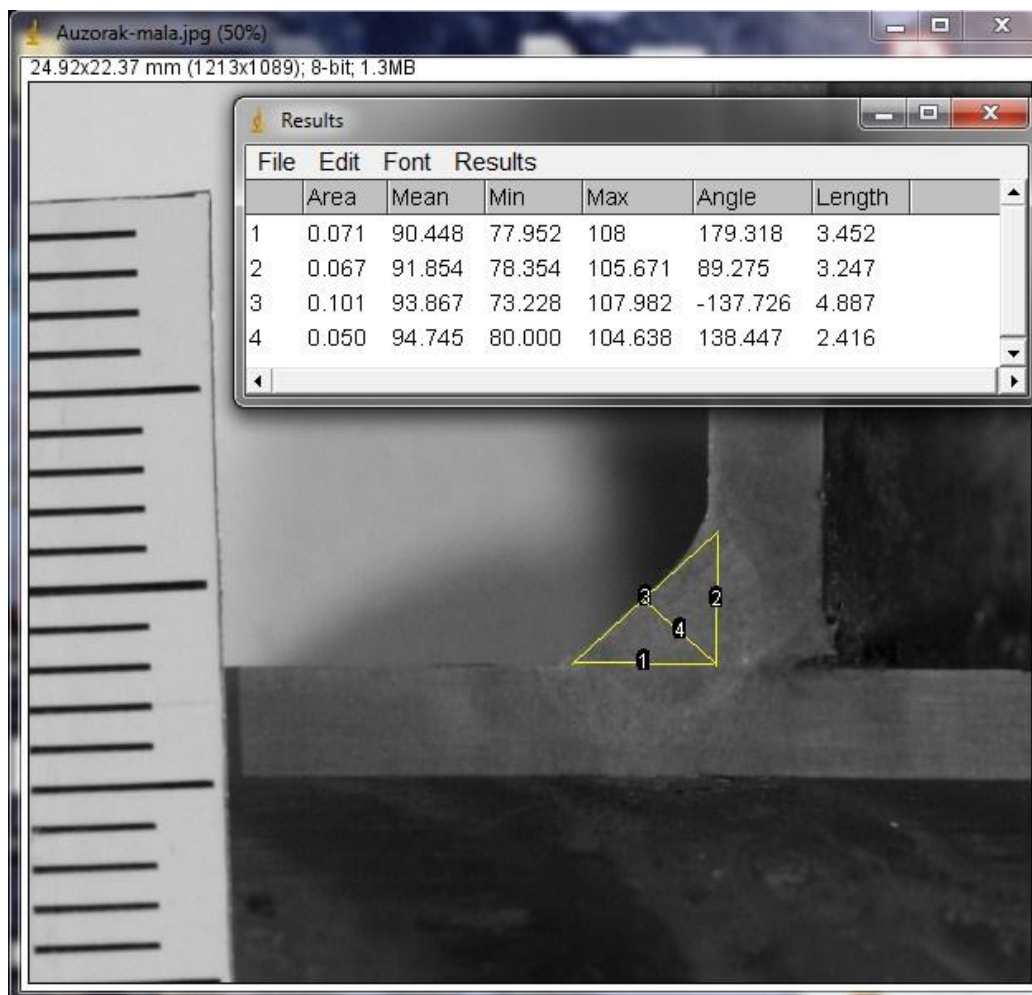 Auzorak-mala.jpg (50%)
24.92x22.37 mm (1213x1089); 8-bit; 1.3MB
Results
File Edit Font Results
Area Mean Min Max Angle Length
1 0.071 90.448 77.952 108 179.318 3.452
2 0.067 91.854 78.354 105.671 89.275 3.247
3 0.101 93.867 73.228 107.982 -137.726 4.887
4 0.050 94.745 80.000 104.638 138.447 2.416
3
2
4
1